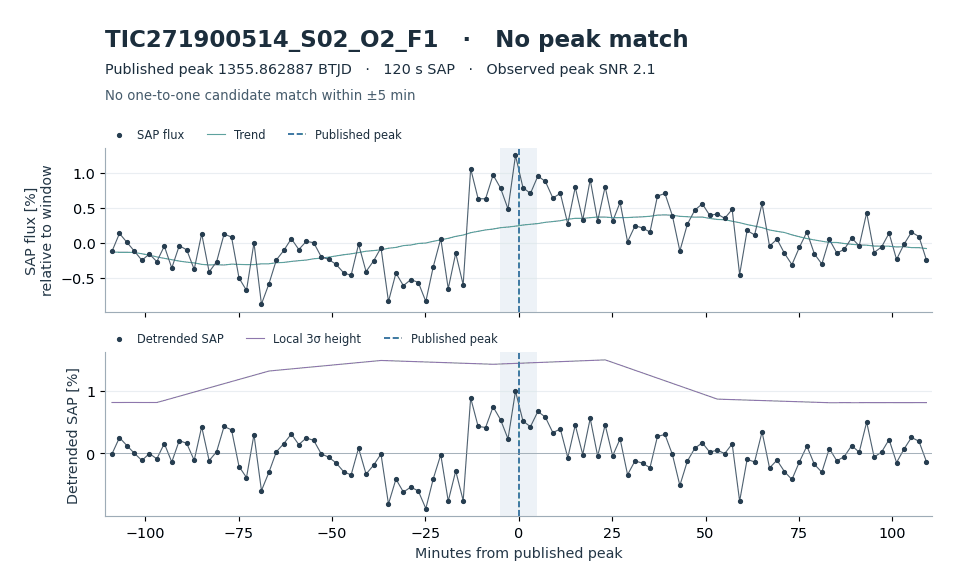 TIC271900514_S02_O2_F1 · No peak match
Published peak 1355.862887 BTJD · 120 s SAP · Observed peak SNR 2.1
No one-to-one candidate match within ±5 min
SAP flux Trend Published peak
SAP flux [%]
relative to window
1.0
0.5
0.0
−0.5
Detrended SAP Local 3σ height Published peak
Detrended SAP [%]
1
0
−100 −75 −50 −25 0 25 50 75 100
Minutes from published peak